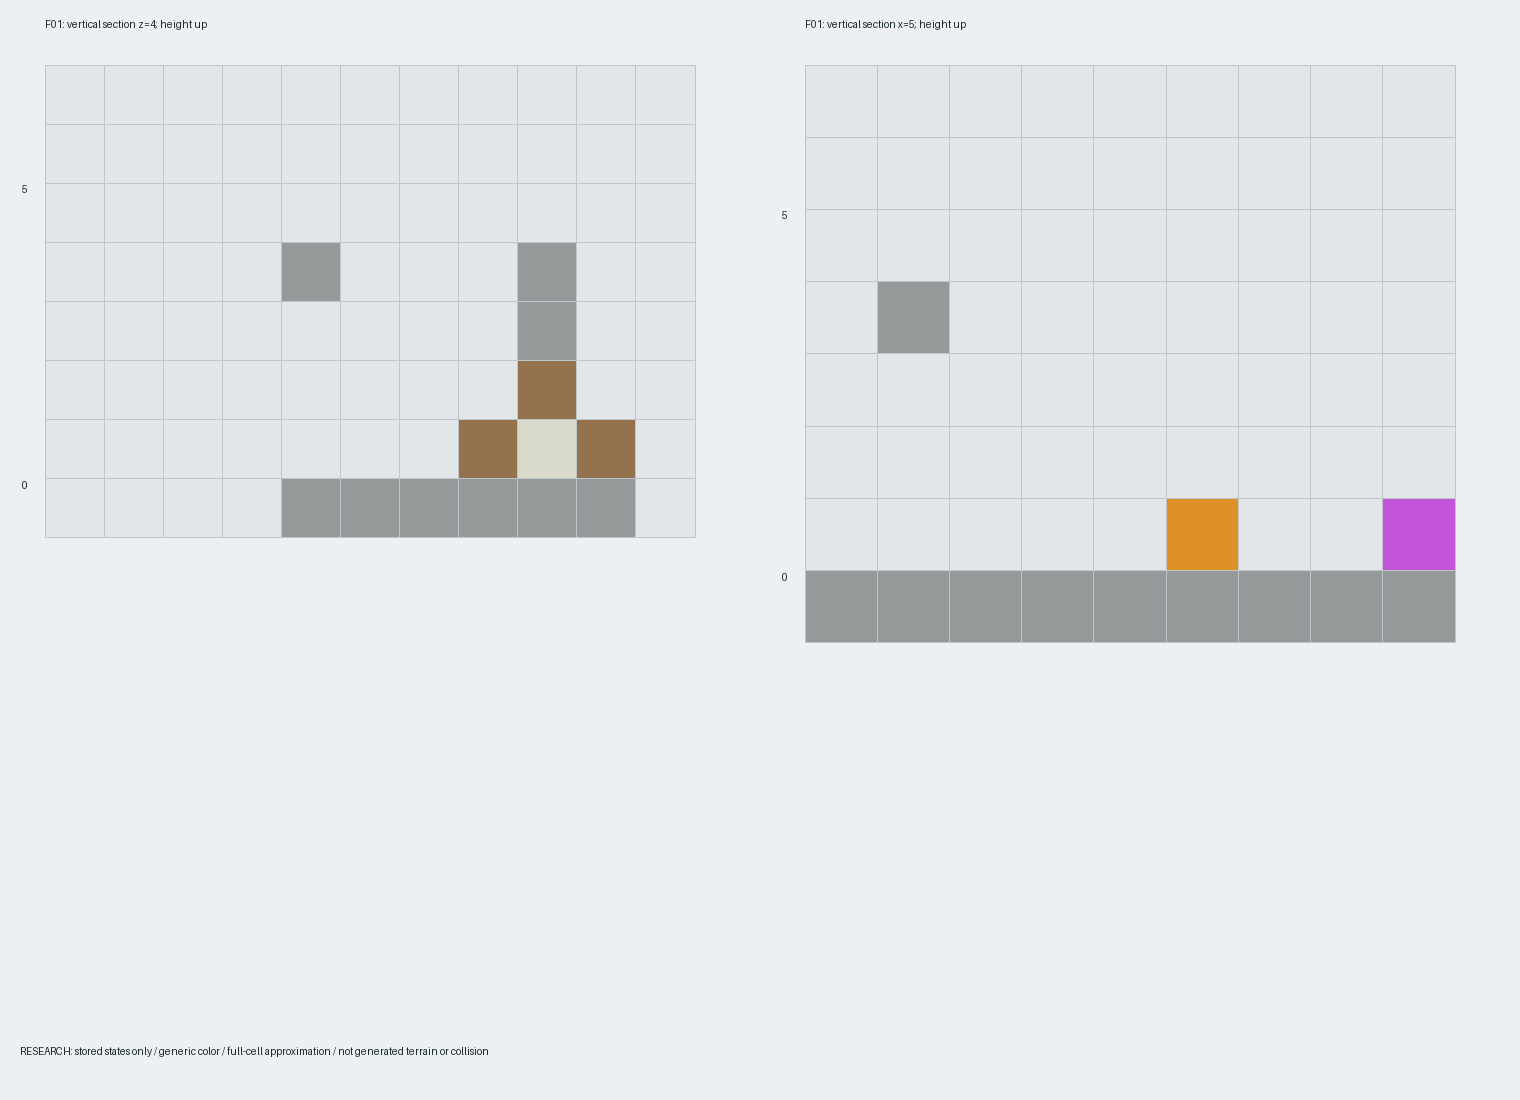 F01: vertical section z=4; height up
F01: vertical section x=5; height up
5
5
0
0
RESEARCH: stored states only / generic color / full-cell approximation / not generated terrain or collision